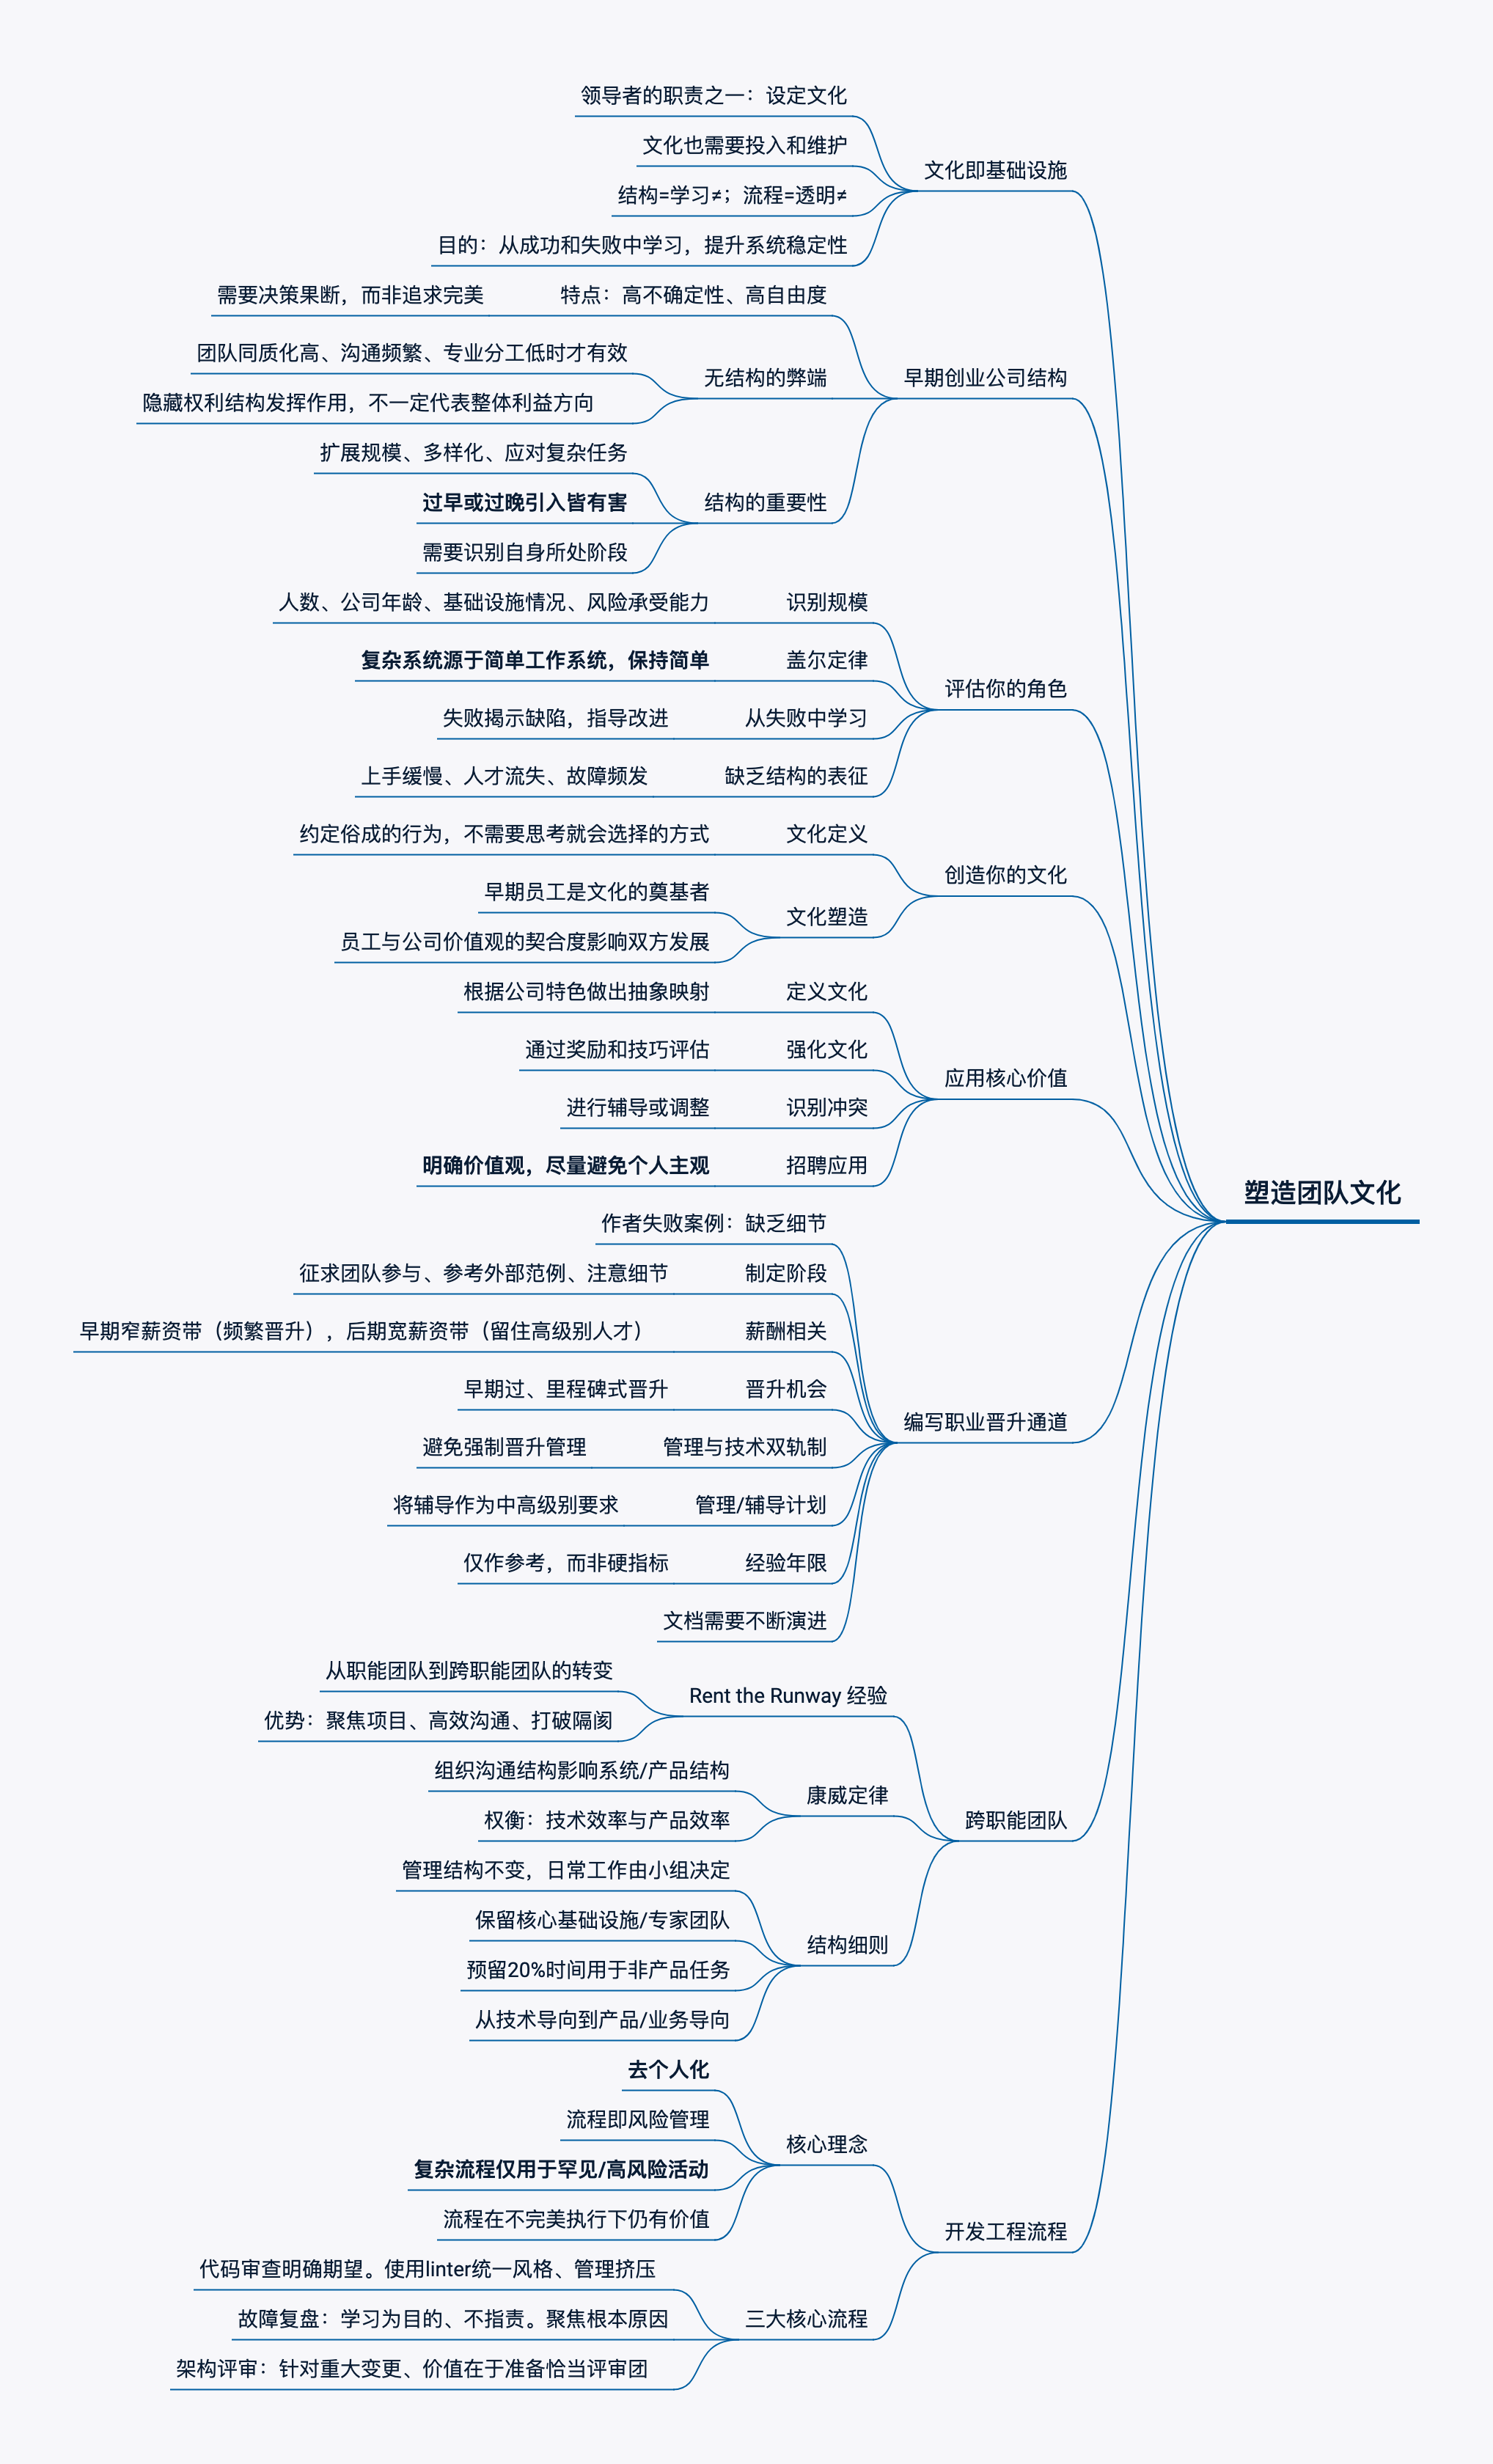 塑造团队文化
文化即基础设施
领导者的职责之一：设定文化
文化也需要投入和维护
结构=学习≠；流程=透明≠
目的：从成功和失败中学习，提升系统稳定性
早期创业公司结构
特点：高不确定性、高自由度
需要决策果断，而非追求完美
无结构的弊端
团队同质化高、沟通频繁、专业分工低时才有效
隐藏权利结构发挥作用，不一定代表整体利益方向
结构的重要性
扩展规模、多样化、应对复杂任务
过早或过晚引入皆有害
需要识别自身所处阶段
评估你的角色
识别规模
人数、公司年龄、基础设施情况、风险承受能力
盖尔定律
复杂系统源于简单工作系统，保持简单
从失败中学习
失败揭示缺陷，指导改进
缺乏结构的表征
上手缓慢、人才流失、故障频发
创造你的文化
文化定义
约定俗成的行为，不需要思考就会选择的方式
文化塑造
早期员工是文化的奠基者
员工与公司价值观的契合度影响双方发展
应用核心价值
定义文化
根据公司特色做出抽象映射
强化文化
通过奖励和技巧评估
识别冲突
进行辅导或调整
招聘应用
明确价值观，尽量避免个人主观
编写职业晋升通道
作者失败案例：缺乏细节
制定阶段
征求团队参与、参考外部范例、注意细节
薪酬相关
早期窄薪资带（频繁晋升），后期宽薪资带（留住高级别人才）
晋升机会
早期过、里程碑式晋升
管理与技术双轨制
避免强制晋升管理
管理/辅导计划
将辅导作为中高级别要求
经验年限
仅作参考，而非硬指标
文档需要不断演进
跨职能团队
Rent the Runway 经验
从职能团队到跨职能团队的转变
优势：聚焦项目、高效沟通、打破隔阂
康威定律
组织沟通结构影响系统/产品结构
权衡：技术效率与产品效率
结构细则
管理结构不变，日常工作由小组决定
保留核心基础设施/专家团队
预留20%时间用于非产品任务
从技术导向到产品/业务导向
开发工程流程
核心理念
去个人化
流程即风险管理
复杂流程仅用于罕见/高风险活动
流程在不完美执行下仍有价值
三大核心流程
代码审查明确期望。使用linter统一风格、管理挤压
故障复盘：学习为目的、不指责。聚焦根本原因
架构评审：针对重大变更、价值在于准备恰当评审团